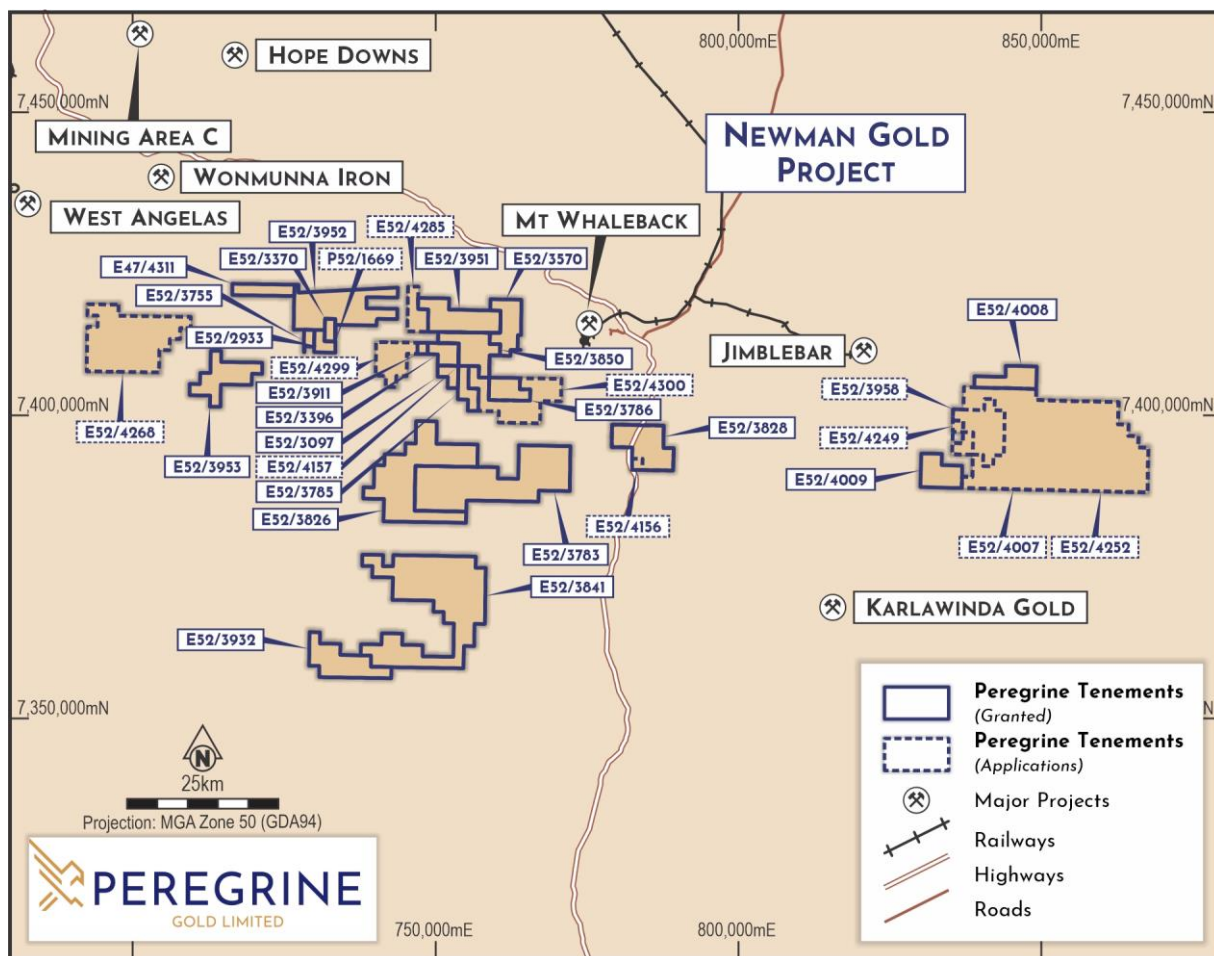 800,000mE
850,000mE
HOPE DOWNS
7,450,000mN
7,450,000mN
MINING AREA C
NEWMAN GOLD
PROJECT
WONMUNNA IRON
WEST ANGELAS
MT WHALEBACK
E52/4285
E52/3952
E52/3370
P52/1669
E52/3951
E52/3570
E47/4311
E52/3755
E52/2933
E52/4008
E52/3850
JIMBLEBAR
E52/4299
E52/3911
E52/4300
E52/3958
E52/3396
E52/3786
7,400,000mN
7,400,000mN
E52/4268
E52/3097
E52/3828
E52/4249
E52/3953
E52/4157
E52/3785
E52/4009
E52/3826
E52/4156
E52/3783
E52/4007
E52/4252
E52/3841
KARLAWINDA GOLD
E52/3932
7,350,000mN
N
25km
Projection: MGA Zone 50 (GDA94)
Peregrine Tenements
(Granted)
Peregrine Tenements
(Applications)
Major Projects
Railways
Highways
Roads
PEREGRINE
GOLD LIMITED
750,000mE
800,000mE